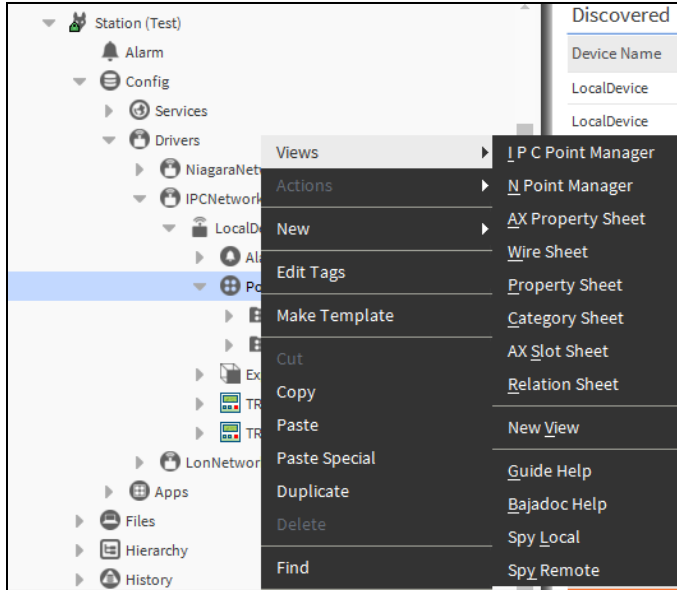 Station (Test)
Alarm
Config
Services
Drivers
NiagaraNetw
IPCNetwork
LocalDe
Ala
Po
Ex
TR
TR
LonNetwor
Apps
Files
Hierarchy
History
Views
Actions
New
Edit Tags
Make Template
Cut
Copy
Paste
Paste Special
Duplicate
Delete
Find
I P C Point Manager
N Point Manager
AX Property Sheet
Wire Sheet
Property Sheet
Category Sheet
AX Slot Sheet
Relation Sheet
New View
Guide Help
Bajadoc Help
Spy Local
Spy Remote
Discovered
Device Name
LocalDevice
LocalDevice